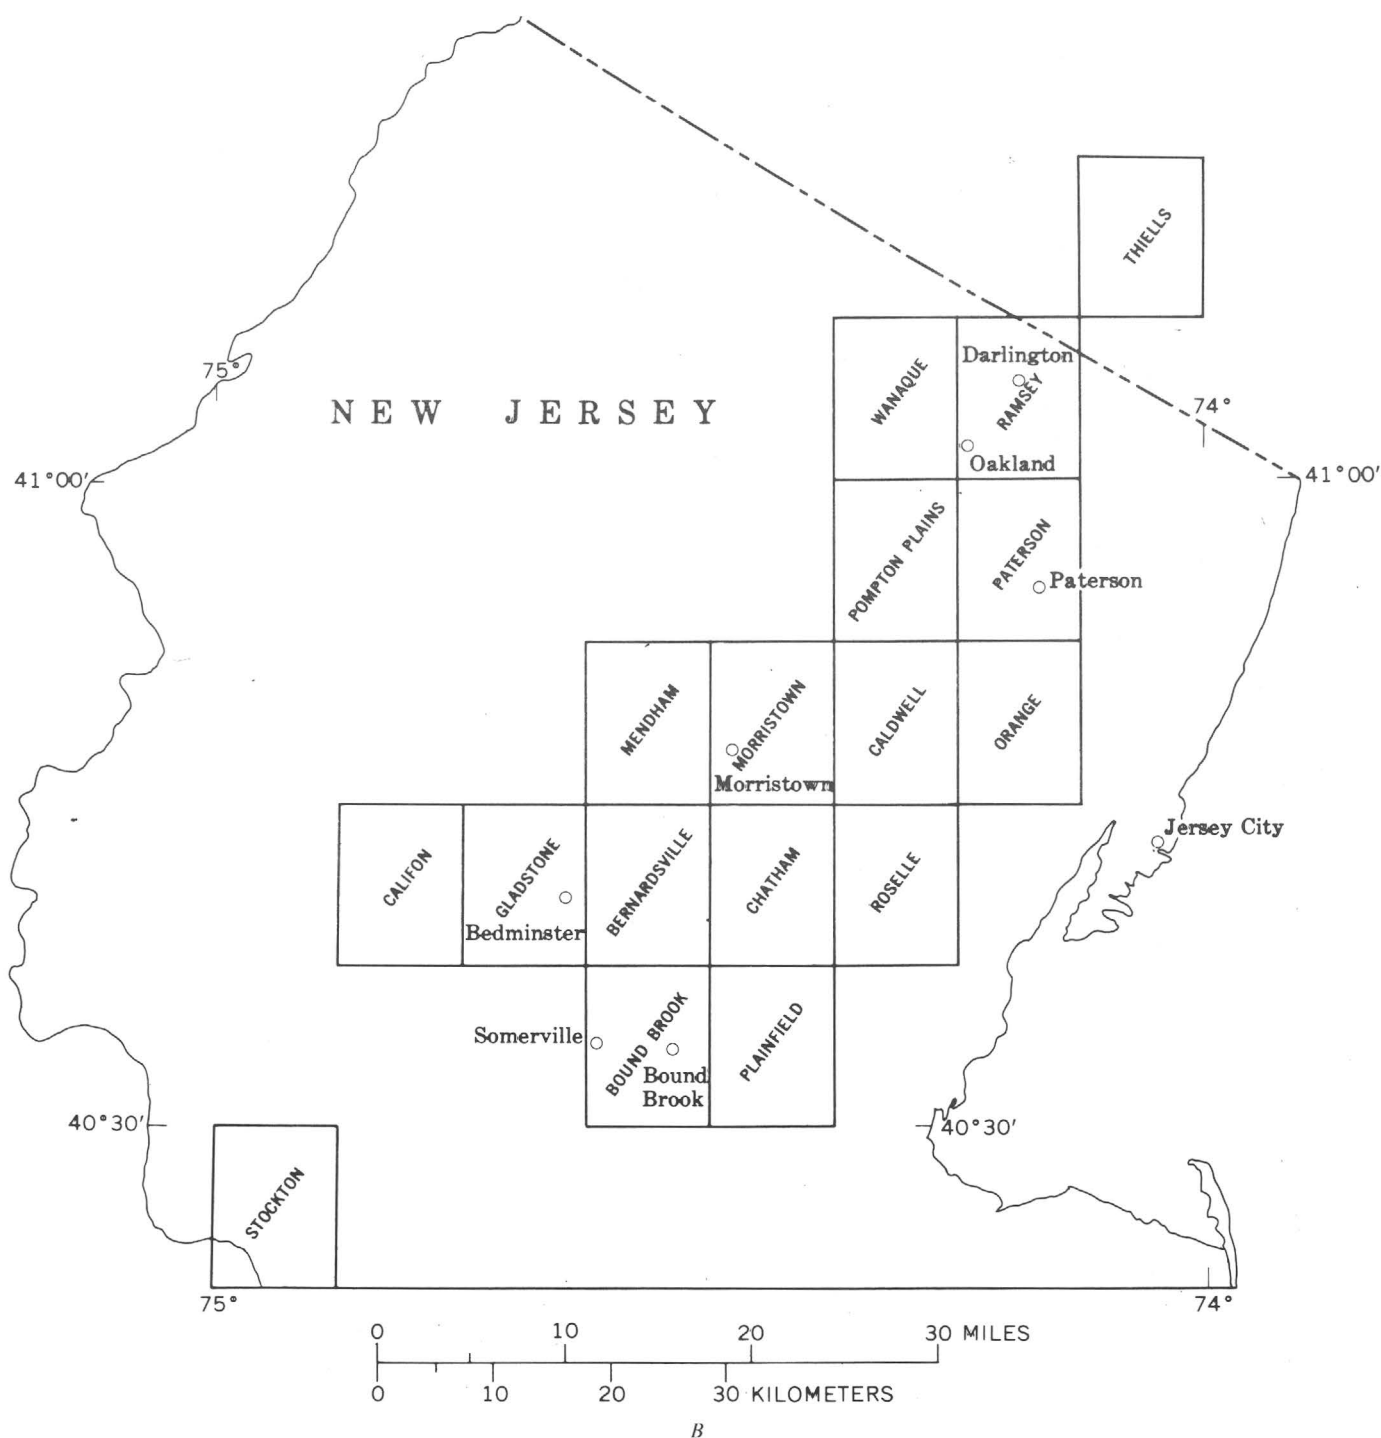 THIELLS
Darlington
WANAQUE
RAMSEY
75°
74°
NEW JERSEY
Oakland
41°00'
41°00'
POMPTON PLAINS
PATERSON
Paterson
MENDHAM
MORRISTOWN
CALDWELL
ORANGE
Morristown
Jersey City
CALIFON
GLADSTONE
BERNARDSVILLE
CHATHAM
ROSELLE
Bedminster
Somerville
BOUND BROOK
PLAINFIELD
Bound
Brook
40°30'
40°30'
STOCKTON
75°
74°
0 10 20 30 MILES
0 10 20 30 KILOMETERS
B